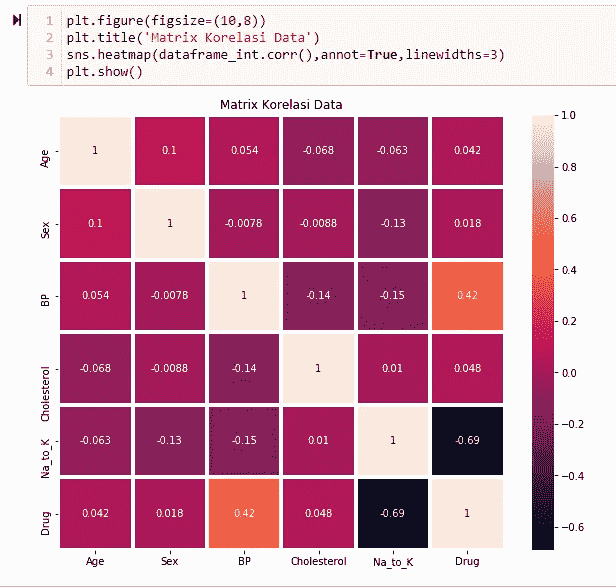 1 plt.figure(figsize=(10,8))
2 plt.title('Matrix Korelasi Data')
3 sns.heatmap(dataframe_int.corr(),annot=True,linewidths=3)
4 plt.show()
Matrix Korelasi Data
Age 1 0.1 0.054 -0.068 -0.063 0.042
Sex 0.1 1 -0.0078 -0.0088 -0.13 0.018
BP 0.054 -0.0078 1 -0.14 -0.15 0.42
Cholesterol -0.068 -0.0088 -0.14 1 0.01 0.048
Na_to_K -0.063 -0.13 -0.15 0.01 1 -0.69
Drug 0.042 0.018 0.42 0.048 -0.69 1
Age Sex BP Cholesterol Na_to_K Drug
1.0
0.8
0.6
0.4
0.2
0.0
-0.2
-0.4
-0.6